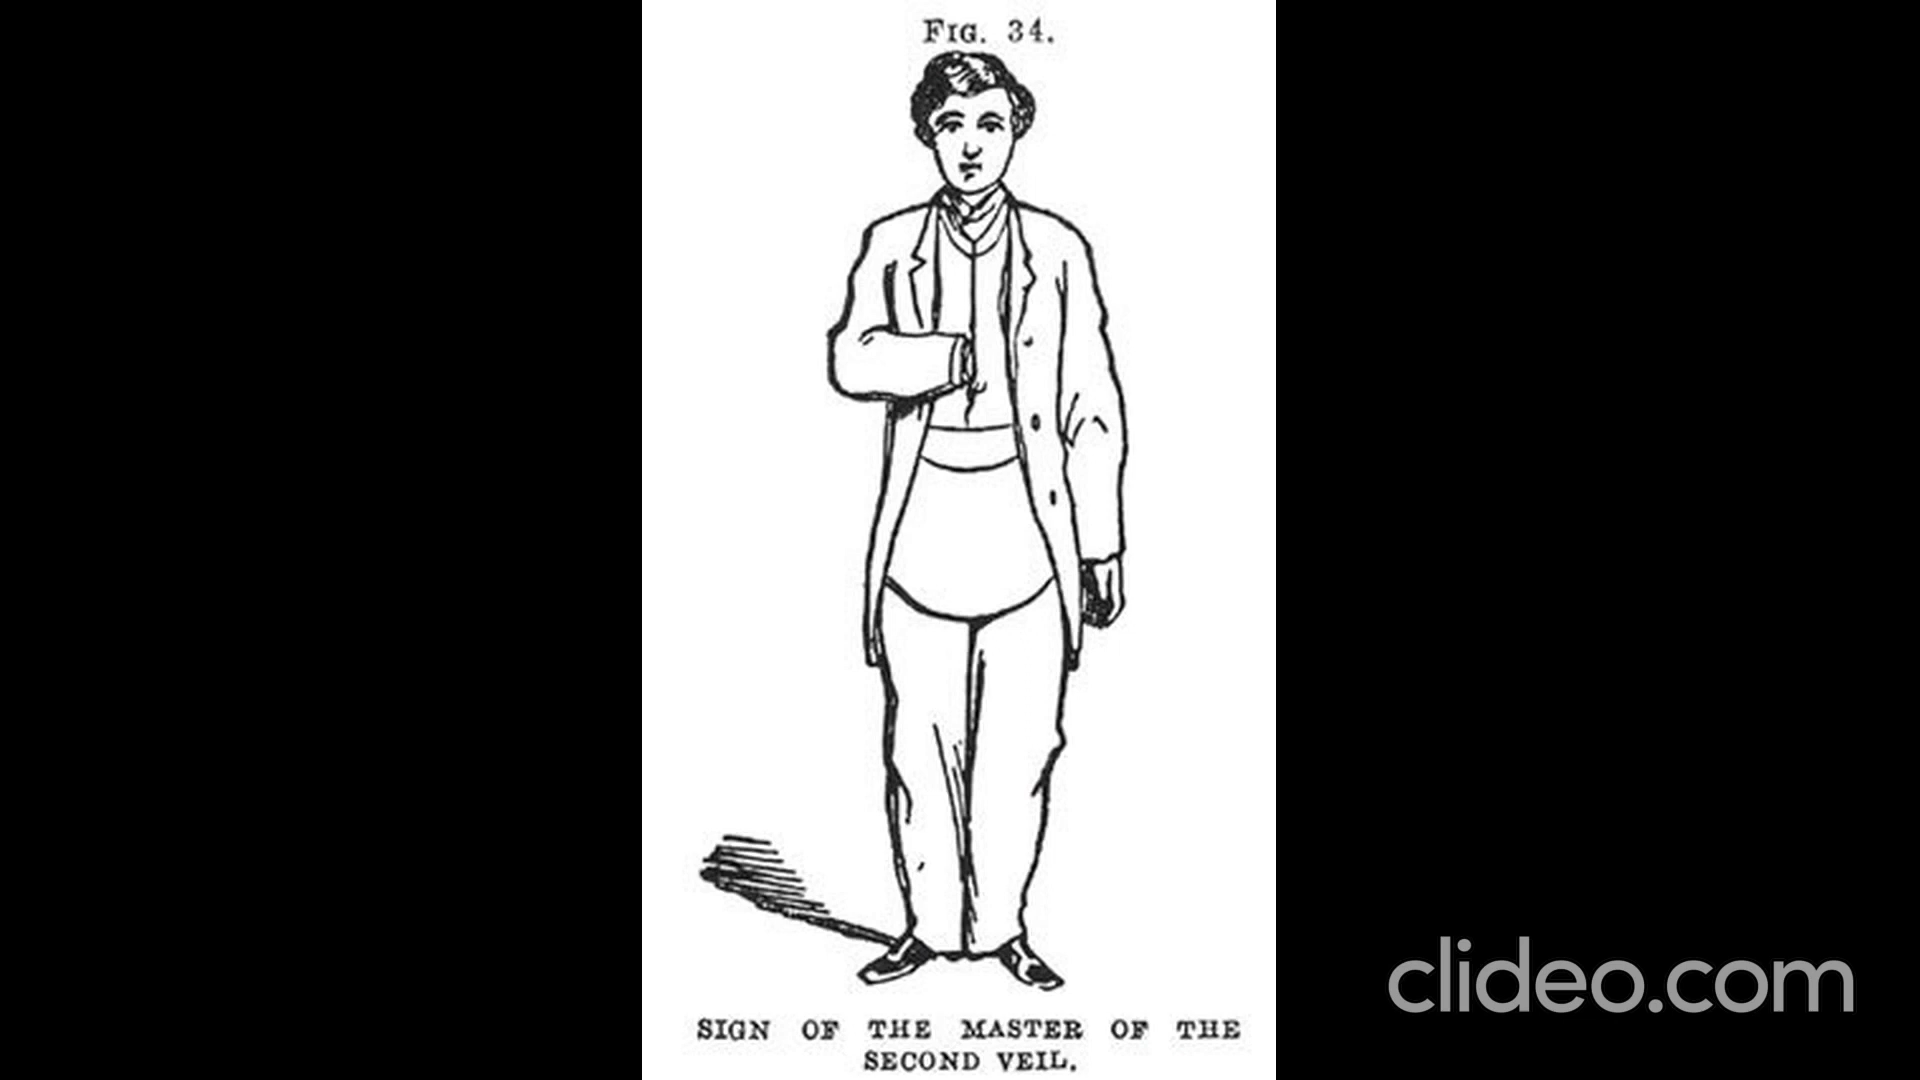 FIG. 34.
SIGN OF THE MASTER OF THE
SECOND VEIL.
clideo.com